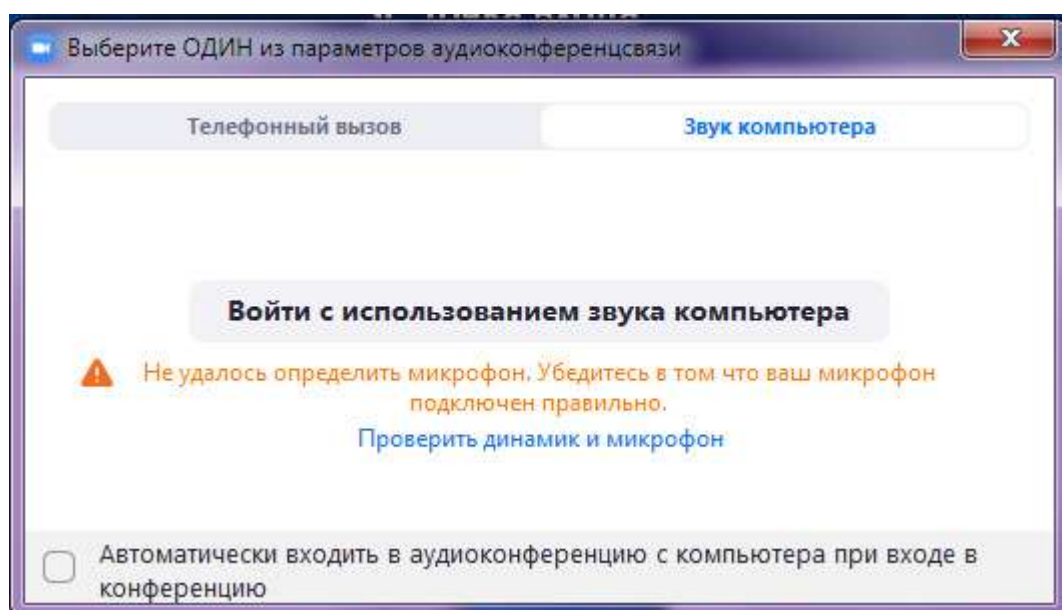 Выберите ОДИН из параметров аудиоконференцсвязи
Телефонный вызов
Звук компьютера
Войти с использованием звука компьютера
Не удалось определить микрофон. Убедитесь в том что ваш микрофон
подключен правильно.
Проверить динамик и микрофон
Автоматически входить в аудиоконференцию с компьютера при входе в
конференцию